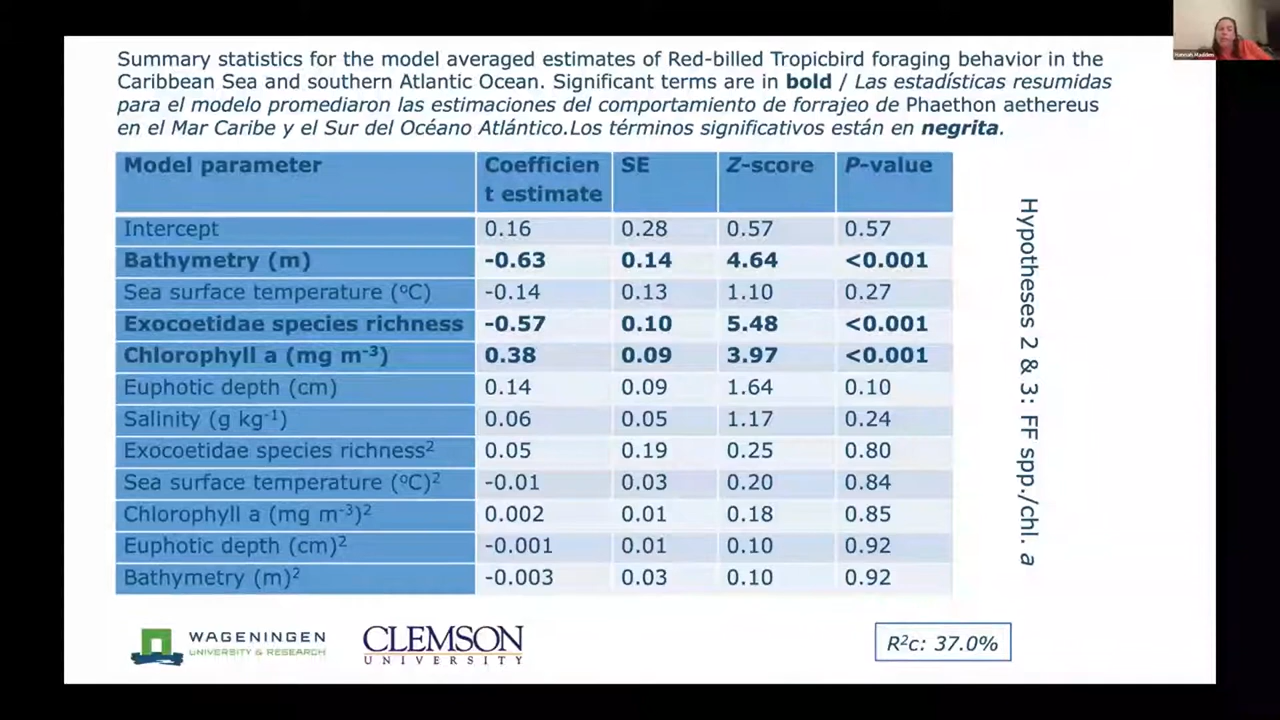 Summary statistics for the model averaged estimates of Red-billed Tropicbird foraging behavior in the
Caribbean Sea and southern Atlantic Ocean. Significant terms are in bold / Las estadísticas resumidas
para el modelo promediaron las estimaciones del comportamiento de forrajeo de Phaethon aethereus
en el Mar Caribe y el Sur del Océano Atlántico.Los términos significativos están en negrita.
Model parameter Coefficien SE Z-score P-value
t estimate
Intercept 0.16 0.28 0.57 0.57
Bathymetry (m) -0.63 0.14 4.64 <0.001
Sea surface temperature (ºC) -0.14 0.13 1.10 0.27
Exocoetidae species richness -0.57 0.10 5.48 <0.001
Chlorophyll a (mg m⁻³) 0.38 0.09 3.97 <0.001
Euphotic depth (cm) 0.14 0.09 1.64 0.10
Salinity (g kg⁻¹) 0.06 0.05 1.17 0.24
Exocoetidae species richness² 0.05 0.19 0.25 0.80
Sea surface temperature (ºC)² -0.01 0.03 0.20 0.84
Chlorophyll a (mg m⁻³)² 0.002 0.01 0.18 0.85
Euphotic depth (cm)² -0.001 0.01 0.10 0.92
Bathymetry (m)² -0.003 0.03 0.10 0.92
Hypotheses 2 & 3: FF spp./chl. a
WAGENINGEN
UNIVERSITY & RESEARCH
CLEMSON
UNIVERSITY
R²c: 37.0%
Hannah Madden